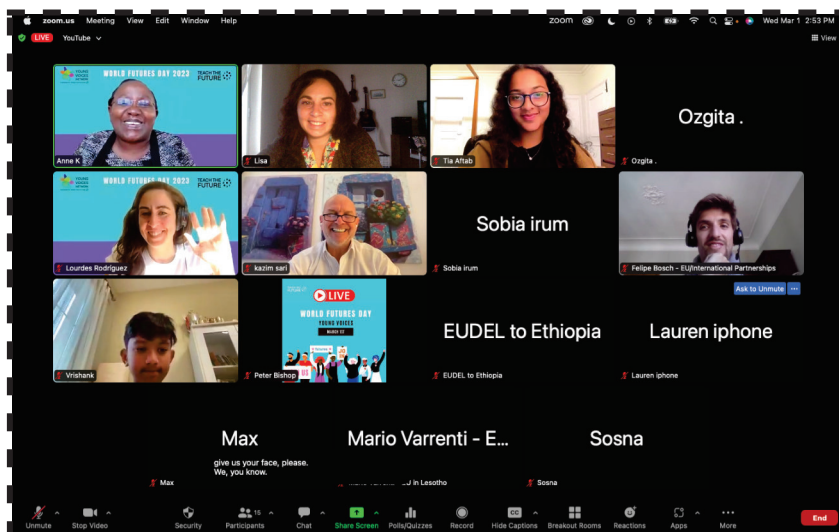 zoom.us Meeting View Edit Window Help
zoom
Wed Mar 1 2:53 PM
LIVE YouTube
View
YOUNG VOICES NETWORK
WORLD FUTURES DAY 2023
TEACH THE FUTURE
Anne K
Lisa
Tia Aftab
Ozgita .
Ozgita .
YOUNG VOICES NETWORK
WORLD FUTURES DAY 2023
TEACH THE FUTURE
Lourdes Rodriguez
kazim sari
Sobia irum
Sobia irum
Felipe Bosch - EU/International Partnerships
Ask to Unmute
Vrishank
LIVE
WORLD FUTURES DAY
YOUNG VOICES
Peter Bishop
EUDEL to Ethiopia
EUDEL to Ethiopia
Lauren iphone
Lauren iphone
Max
give us your face, please.
We, you know.
Max
Mario Varrenti - E...
in Lesotho
Sosna
Sosna
Unmute
Stop Video
Security
15
Participants
Chat
Share Screen
Polls/Quizzes
Record
CC
Hide Captions
Breakout Rooms
Reactions
Apps
More
End